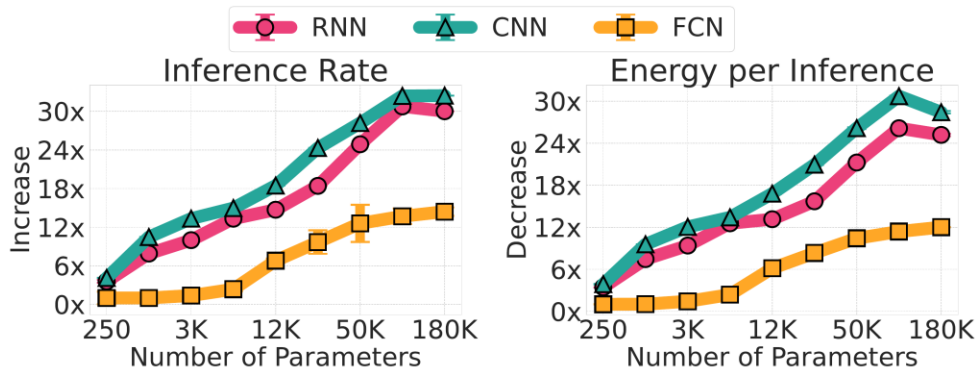 RNN CNN FCN
Inference Rate
Increase
30x
24x
18x
12x
6x
0x
250 3K 12K 50K 180K
Number of Parameters
Energy per Inference
Decrease
30x
24x
18x
12x
6x
0x
250 3K 12K 50K 180K
Number of Parameters